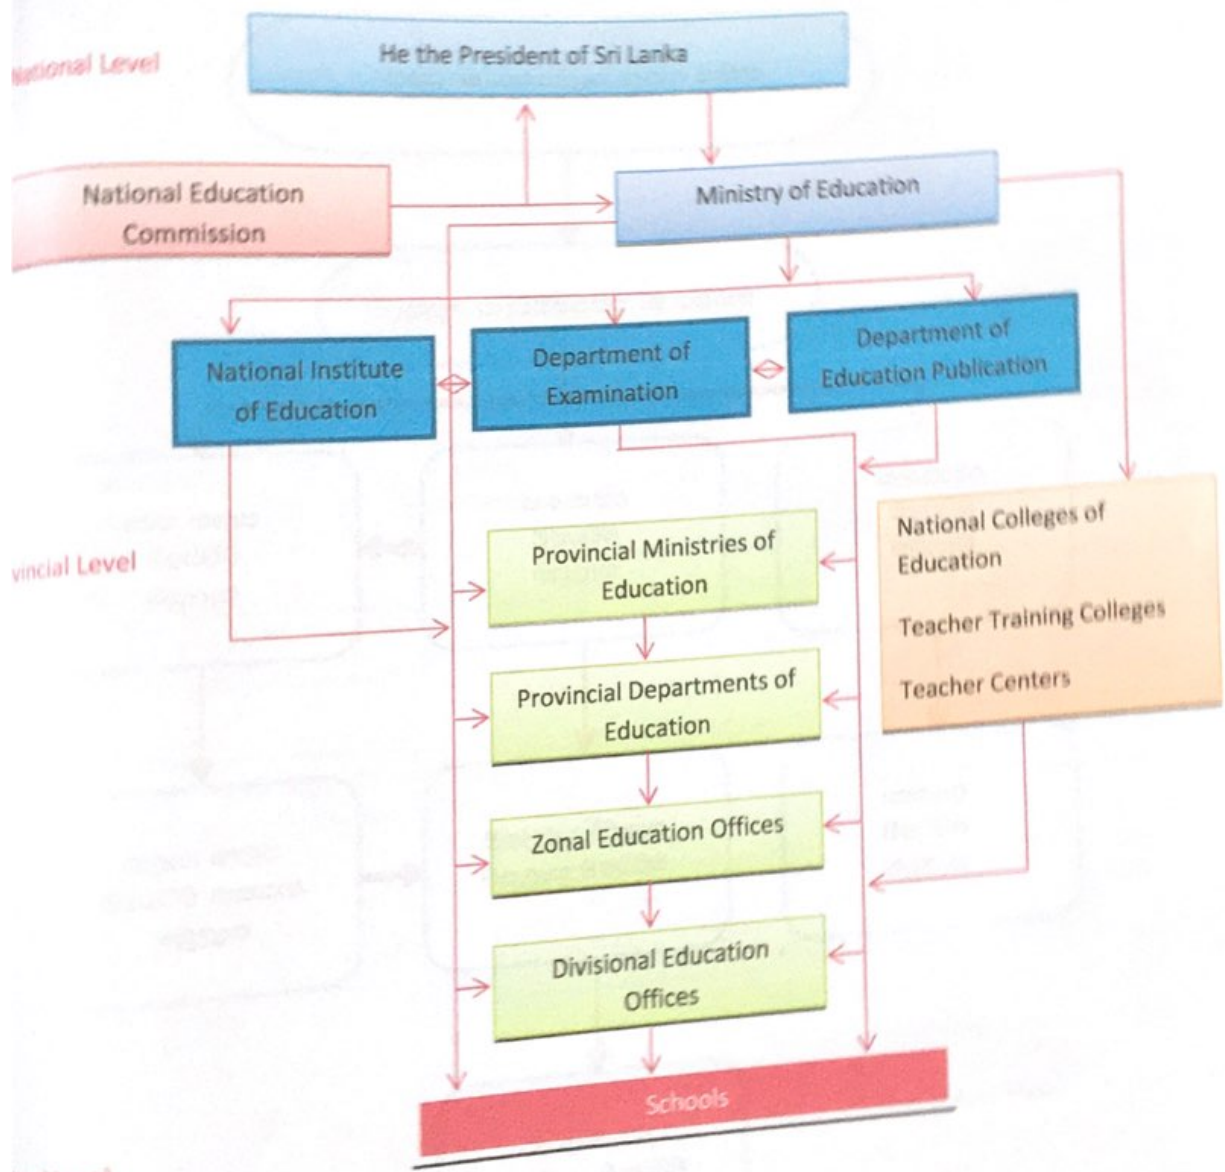 He the President of Sri Lanka
National Level
National Education
Commission
Ministry of Education
National Institute
of Education
Department of
Examination
Department of
Education Publication
National Colleges of
Education
Teacher Training Colleges
Teacher Centers
vincial Level
Provincial Ministries of
Education
Provincial Departments of
Education
Zonal Education Offices
Divisional Education
Offices
Schools